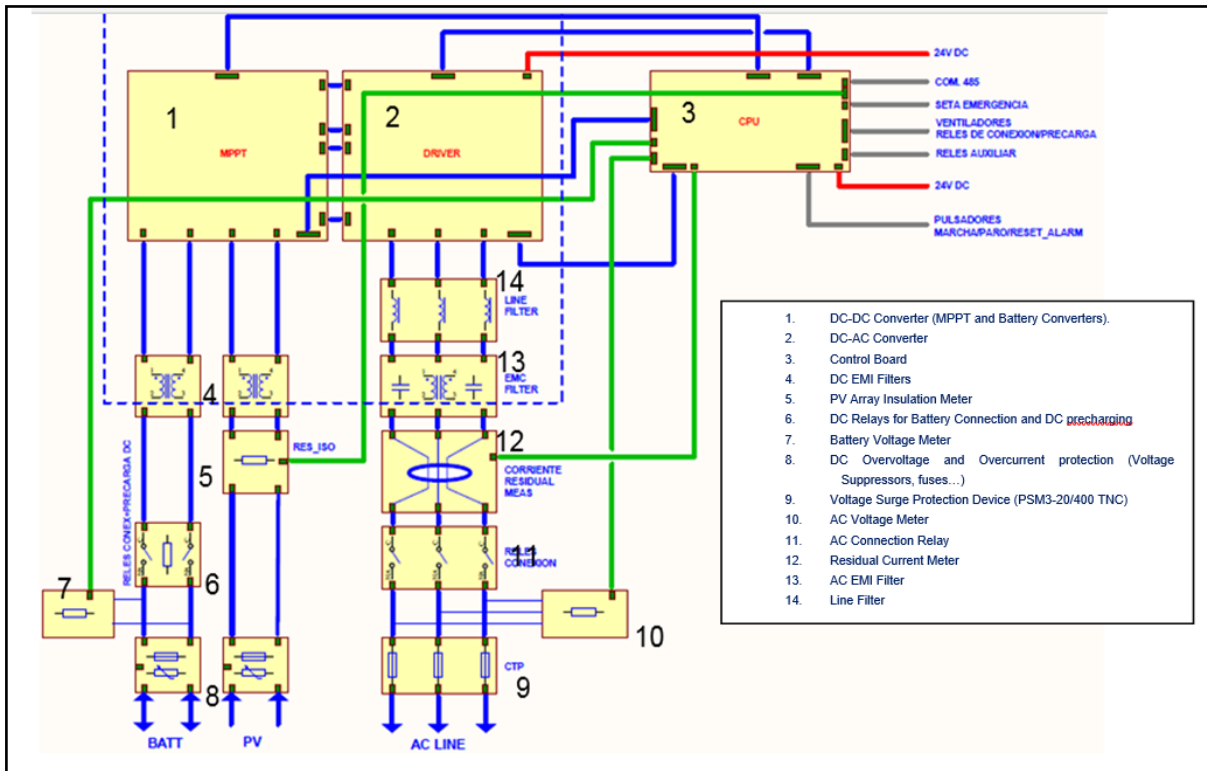 24V DC
1
2
3
MPPT
DRIVER
CPU
COM. 485
SETA EMERGENCIA
VENTILADORES
RELES DE CONEXION/PRECARGA
RELES AUXILIAR
24V DC
PULSADORES
MARCHA/PARO/RESET_ALARM
14
LINE
FILTER
13
EMC
FILTER
4
12
RES_ISO
5
CORRIENTE
RESIDUAL
MEAS
RELES CONEX+PRECARGA DC
11
RELES
CONEXION
6
7
10
CTP
8
9
BATT
PV
AC LINE
1. DC-DC Converter (MPPT and Battery Converters).
2. DC-AC Converter
3. Control Board
4. DC EMI Filters
5. PV Array Insulation Meter
6. DC Relays for Battery Connection and DC precharging
7. Battery Voltage Meter
8. DC Overvoltage and Overcurrent protection (Voltage
Suppressors, fuses…)
9. Voltage Surge Protection Device (PSM3-20/400 TNC)
10. AC Voltage Meter
11. AC Connection Relay
12. Residual Current Meter
13. AC EMI Filter
14. Line Filter